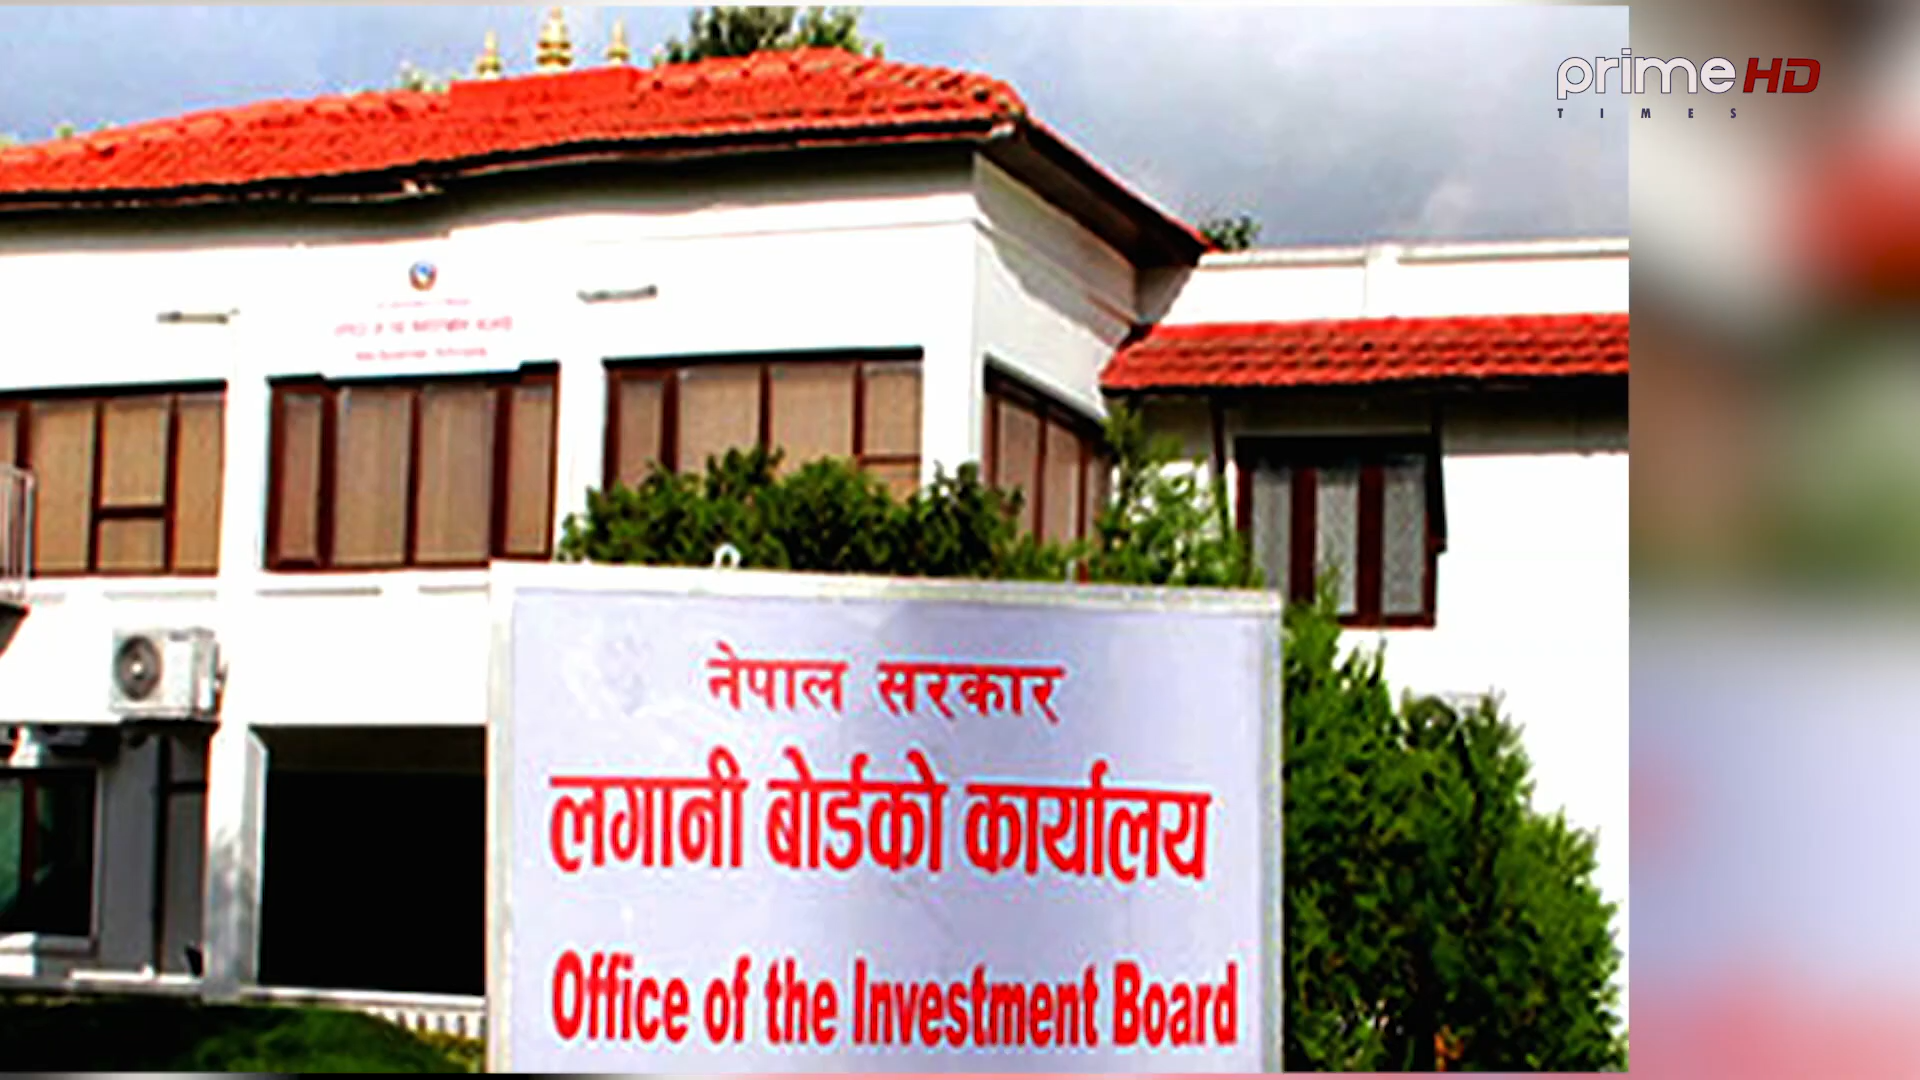 prime HD
TIMES
नेपाल सरकार
लगानी बोर्डको कार्यालय
Office of the Investment Board